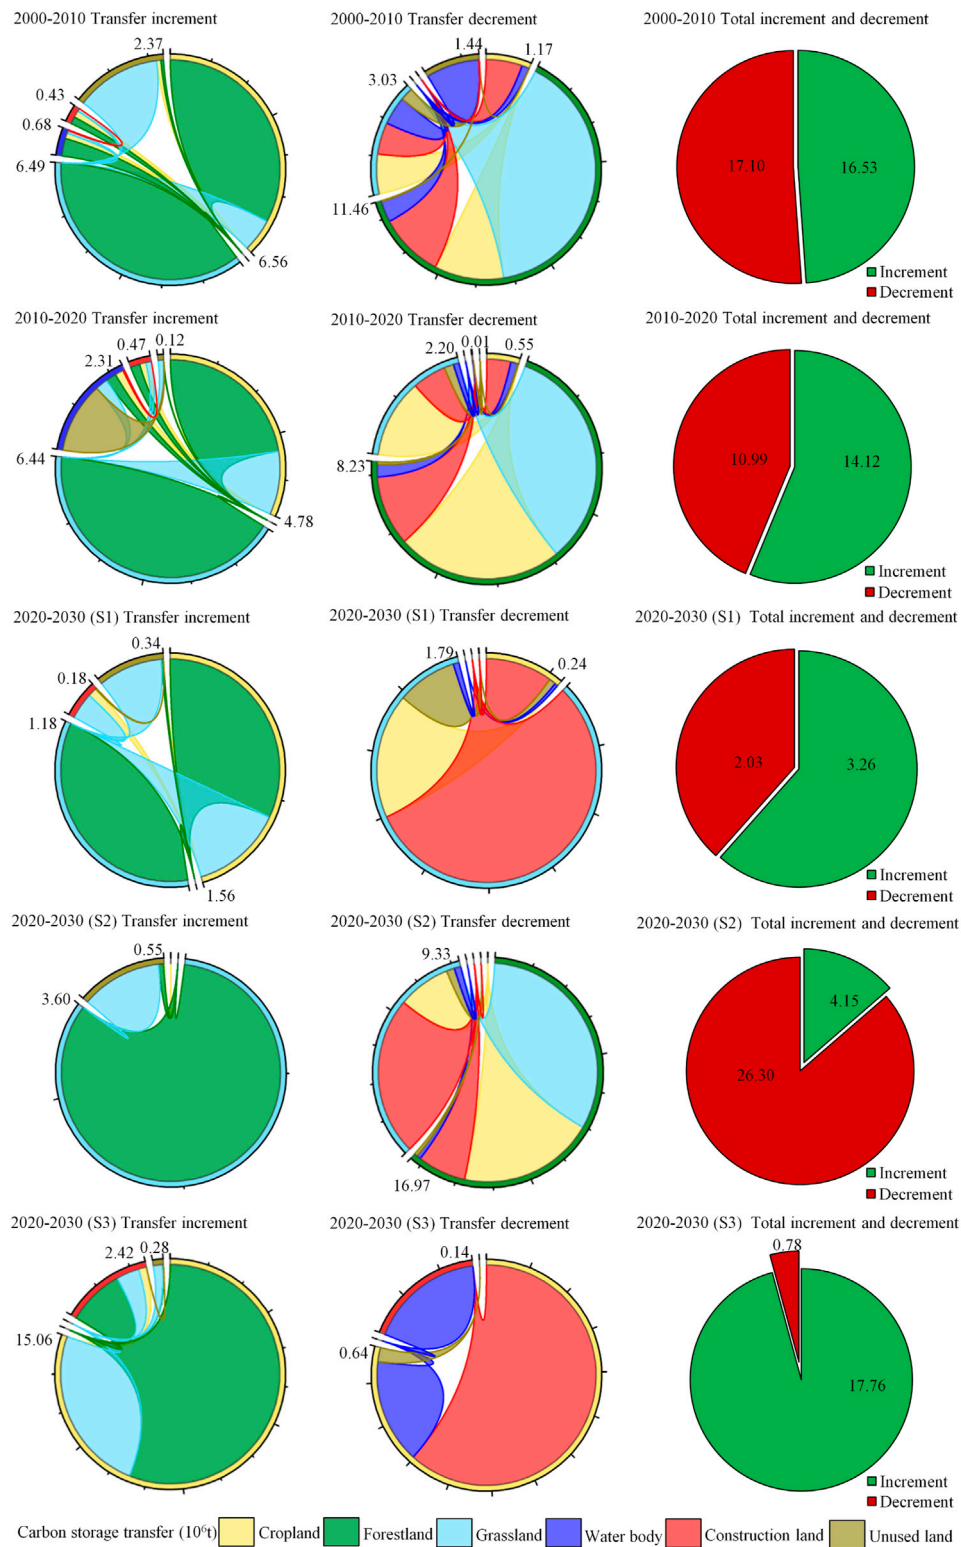 2000-2010 Transfer increment
2000-2010 Transfer decrement
2000-2010 Total increment and decrement
2.37
0.43
0.68
6.49
6.56
1.44
1.17
3.03
11.46
17.10
16.53
Increment
Decrement
2010-2020 Transfer increment
2010-2020 Transfer decrement
2010-2020 Total increment and decrement
0.12
0.47
2.31
6.44
4.78
0.01
0.55
2.20
8.23
10.99
14.12
Increment
Decrement
2020-2030 (S1) Transfer increment
2020-2030 (S1) Transfer decrement
2020-2030 (S1) Total increment and decrement
0.34
0.18
1.18
1.56
1.79
0.24
2.03
3.26
Increment
Decrement
2020-2030 (S2) Transfer increment
2020-2030 (S2) Transfer decrement
2020-2030 (S2) Total increment and decrement
0.55
3.60
9.33
16.97
4.15
26.30
Increment
Decrement
2020-2030 (S3) Transfer increment
2020-2030 (S3) Transfer decrement
2020-2030 (S3) Total increment and decrement
2.42
0.28
15.06
0.14
0.64
0.78
17.76
Increment
Decrement
Carbon storage transfer (10⁶t) Cropland Forestland Grassland Water body Construction land Unused land